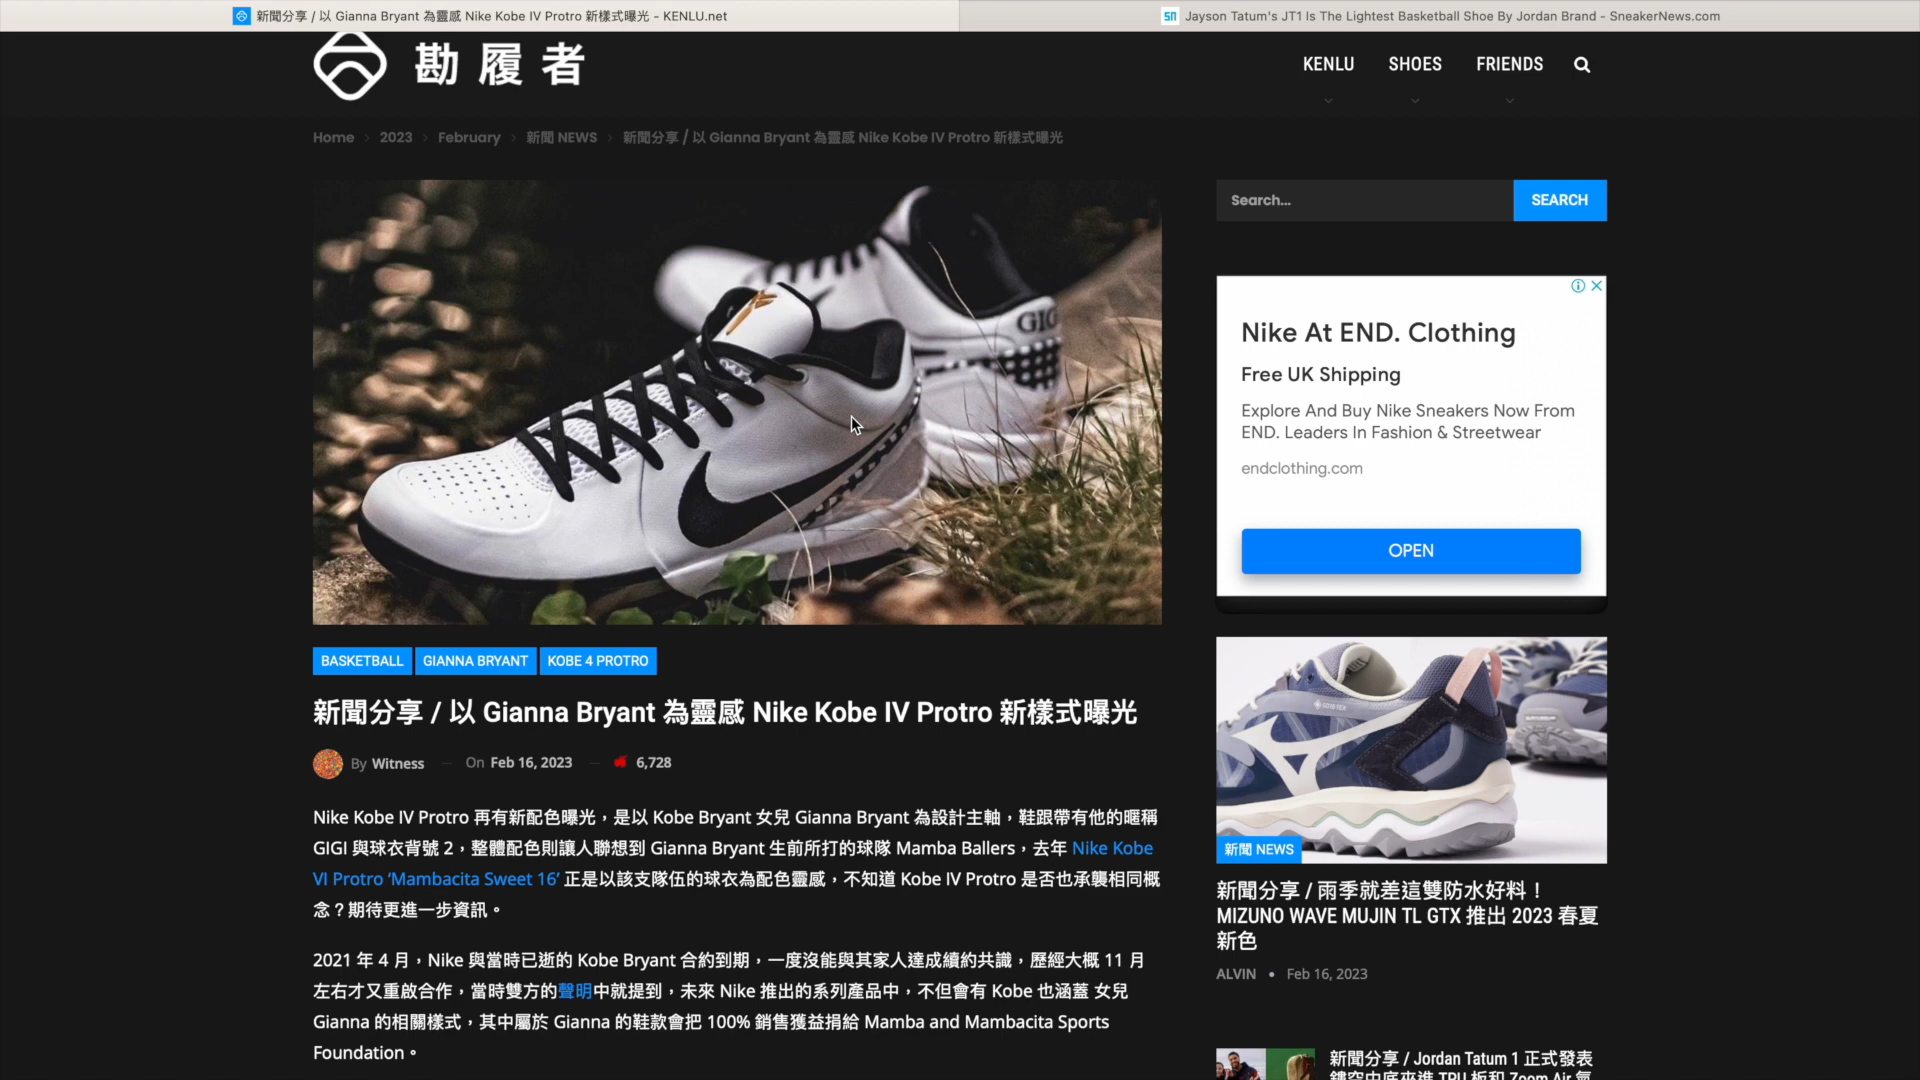 新聞分享 / 以 Gianna Bryant 為靈感 Nike Kobe IV Protro 新樣式曝光 - KENLU.net
Jayson Tatum's JT1 Is The Lightest Basketball Shoe By Jordan Brand - SneakerNews.com
勘履者
KENLU
SHOES
FRIENDS
Home > 2023 > February > 新聞 NEWS > 新聞分享 / 以 Gianna Bryant 為靈感 Nike Kobe IV Protro 新樣式曝光
Search...
SEARCH
GIG
Nike At END. Clothing
Free UK Shipping
Explore And Buy Nike Sneakers Now From
END. Leaders In Fashion & Streetwear
endclothing.com
OPEN
BASKETBALL
GIANNA BRYANT
KOBE 4 PROTRO
新聞分享 / 以 Gianna Bryant 為靈感 Nike Kobe IV Protro 新樣式曝光
By Witness — On Feb 16, 2023 — 6,728
Nike Kobe IV Protro 再有新配色曝光，是以 Kobe Bryant 女兒 Gianna Bryant 為設計主軸，鞋跟帶有他的暱稱
GIGI 與球衣背號 2，整體配色則讓人聯想到 Gianna Bryant 生前所打的球隊 Mamba Ballers，去年 Nike Kobe
VI Protro ‘Mambacita Sweet 16’ 正是以該支隊伍的球衣為配色靈感，不知道 Kobe IV Protro 是否也承襲相同概
念？期待更進一步資訊。
2021 年 4 月，Nike 與當時已逝的 Kobe Bryant 合約到期，一度沒能與其家人達成續約共識，歷經大概 11 月
左右才又重啟合作，當時雙方的聲明中就提到，未來 Nike 推出的系列產品中，不但會有 Kobe 也涵蓋 女兒
Gianna 的相關樣式，其中屬於 Gianna 的鞋款會把 100% 銷售獲益捐給 Mamba and Mambacita Sports
Foundation。
GORE-TEX
新聞 NEWS
新聞分享 / 雨季就差這雙防水好料！
MIZUNO WAVE MUJIN TL GTX 推出 2023 春夏
新色
ALVIN • Feb 16, 2023
新聞分享 / Jordan Tatum 1 正式發表
鏤空中底夾進 TPU 板和 Zoom Air 氣